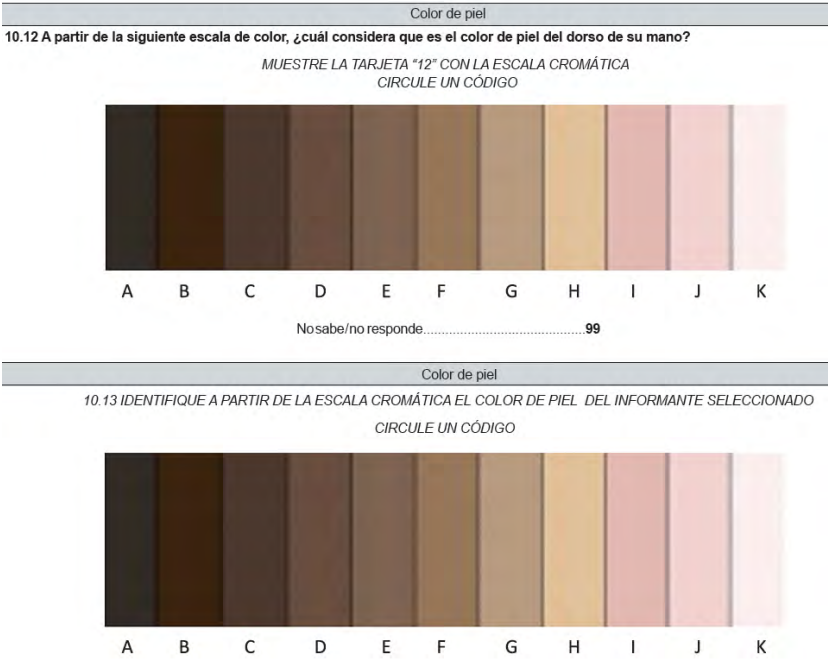 Color de piel
10.12 A partir de la siguiente escala de color, ¿cuál considera que es el color de piel del dorso de su mano?
MUESTRE LA TARJETA “12” CON LA ESCALA CROMÁTICA
CIRCULE UN CÓDIGO
A B C D E F G H I J K
No sabe/no responde............................................99
Color de piel
10.13 IDENTIFIQUE A PARTIR DE LA ESCALA CROMÁTICA EL COLOR DE PIEL DEL INFORMANTE SELECCIONADO
CIRCULE UN CÓDIGO
A B C D E F G H I J K